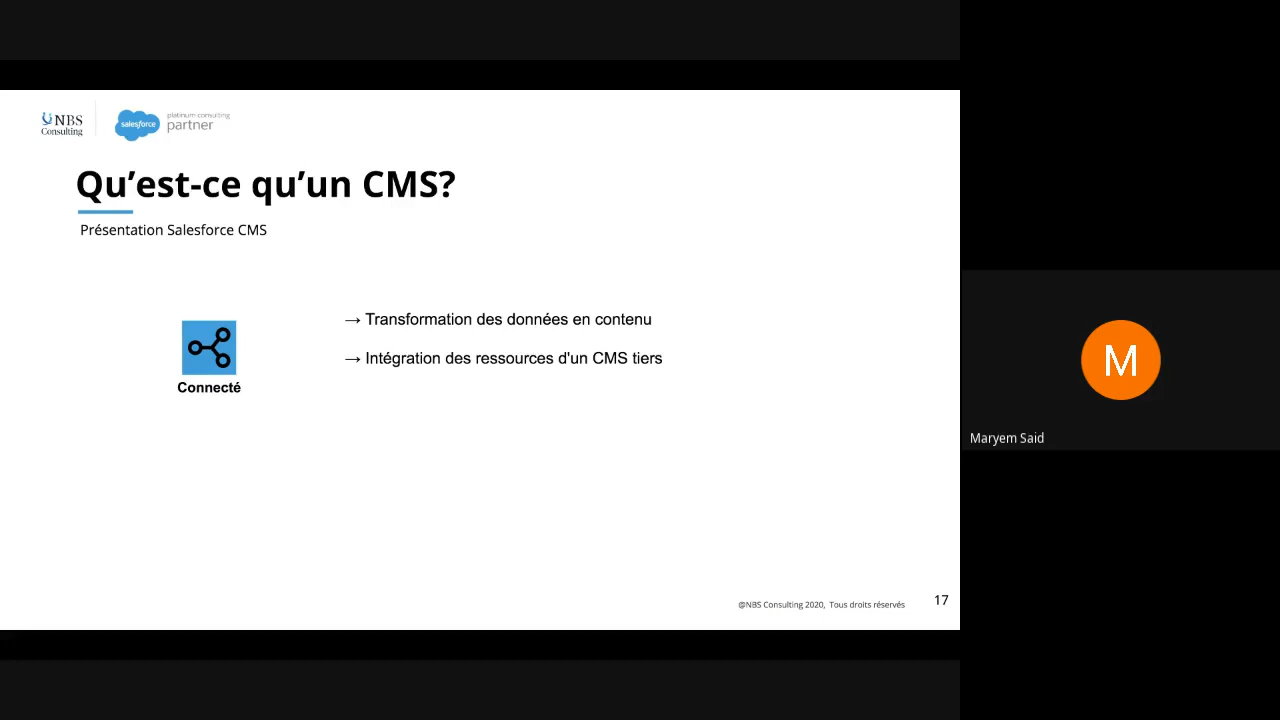 NBS
Consulting
salesforce
platinum consulting
partner
Qu’est-ce qu’un CMS?
Présentation Salesforce CMS
→ Transformation des données en contenu
→ Intégration des ressources d'un CMS tiers
Connecté
M
Maryem Said
@NBS Consulting 2020, Tous droits réservés
17